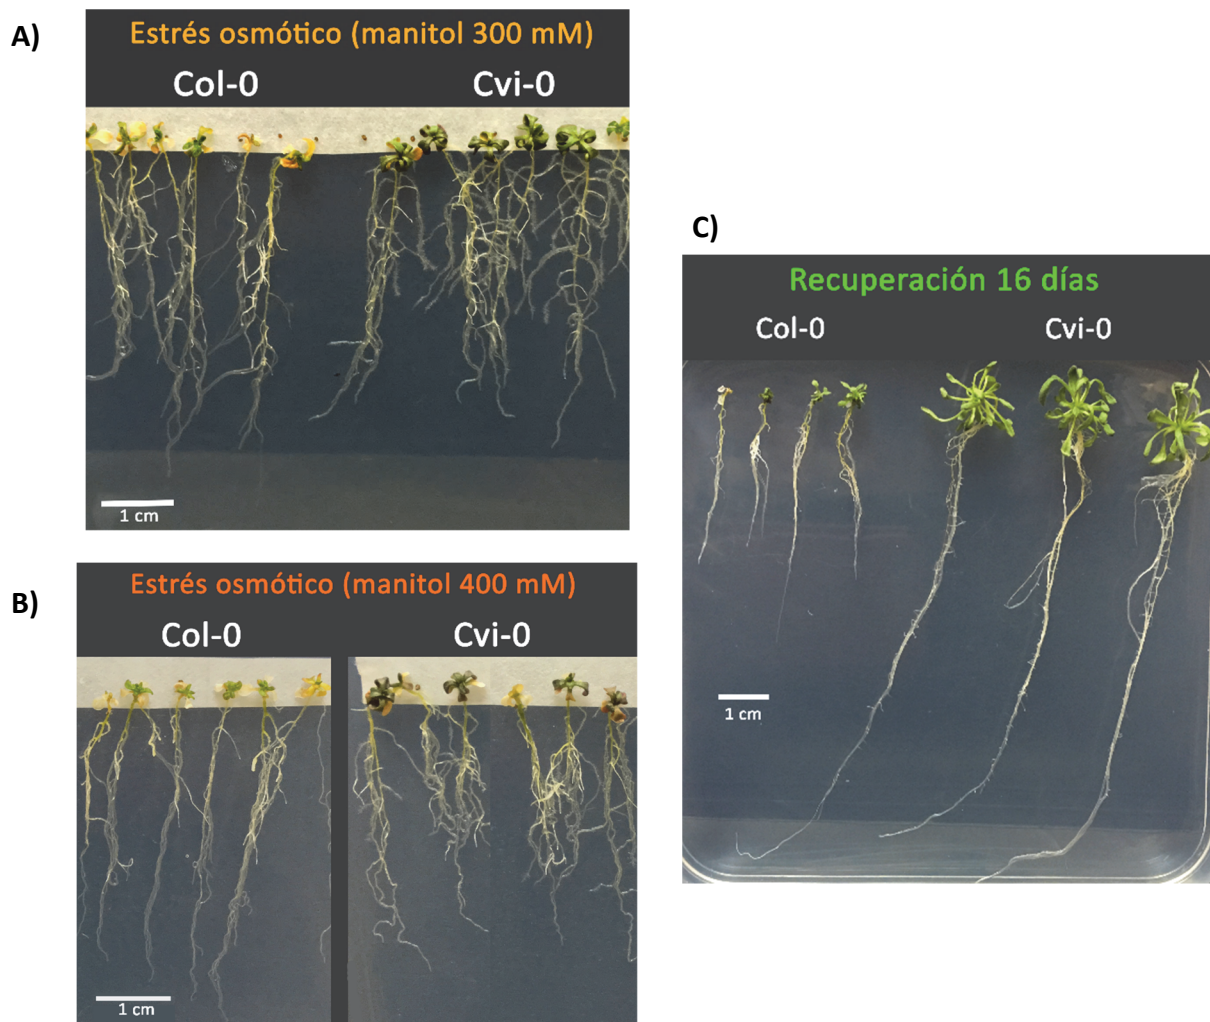 A)
Estrés osmótico (manitol 300 mM)
Col-0 Cvi-0
1 cm
B)
Estrés osmótico (manitol 400 mM)
Col-0 Cvi-0
1 cm
C)
Recuperación 16 días
Col-0 Cvi-0
1 cm